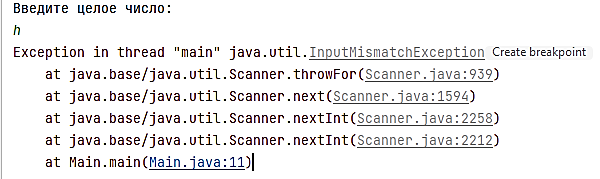 Введите целое число:
h
Exception in thread "main" java.util.InputMismatchException Create breakpoint
at java.base/java.util.Scanner.throwFor(Scanner.java:939)
at java.base/java.util.Scanner.next(Scanner.java:1594)
at java.base/java.util.Scanner.nextInt(Scanner.java:2258)
at java.base/java.util.Scanner.nextInt(Scanner.java:2212)
at Main.main(Main.java:11)